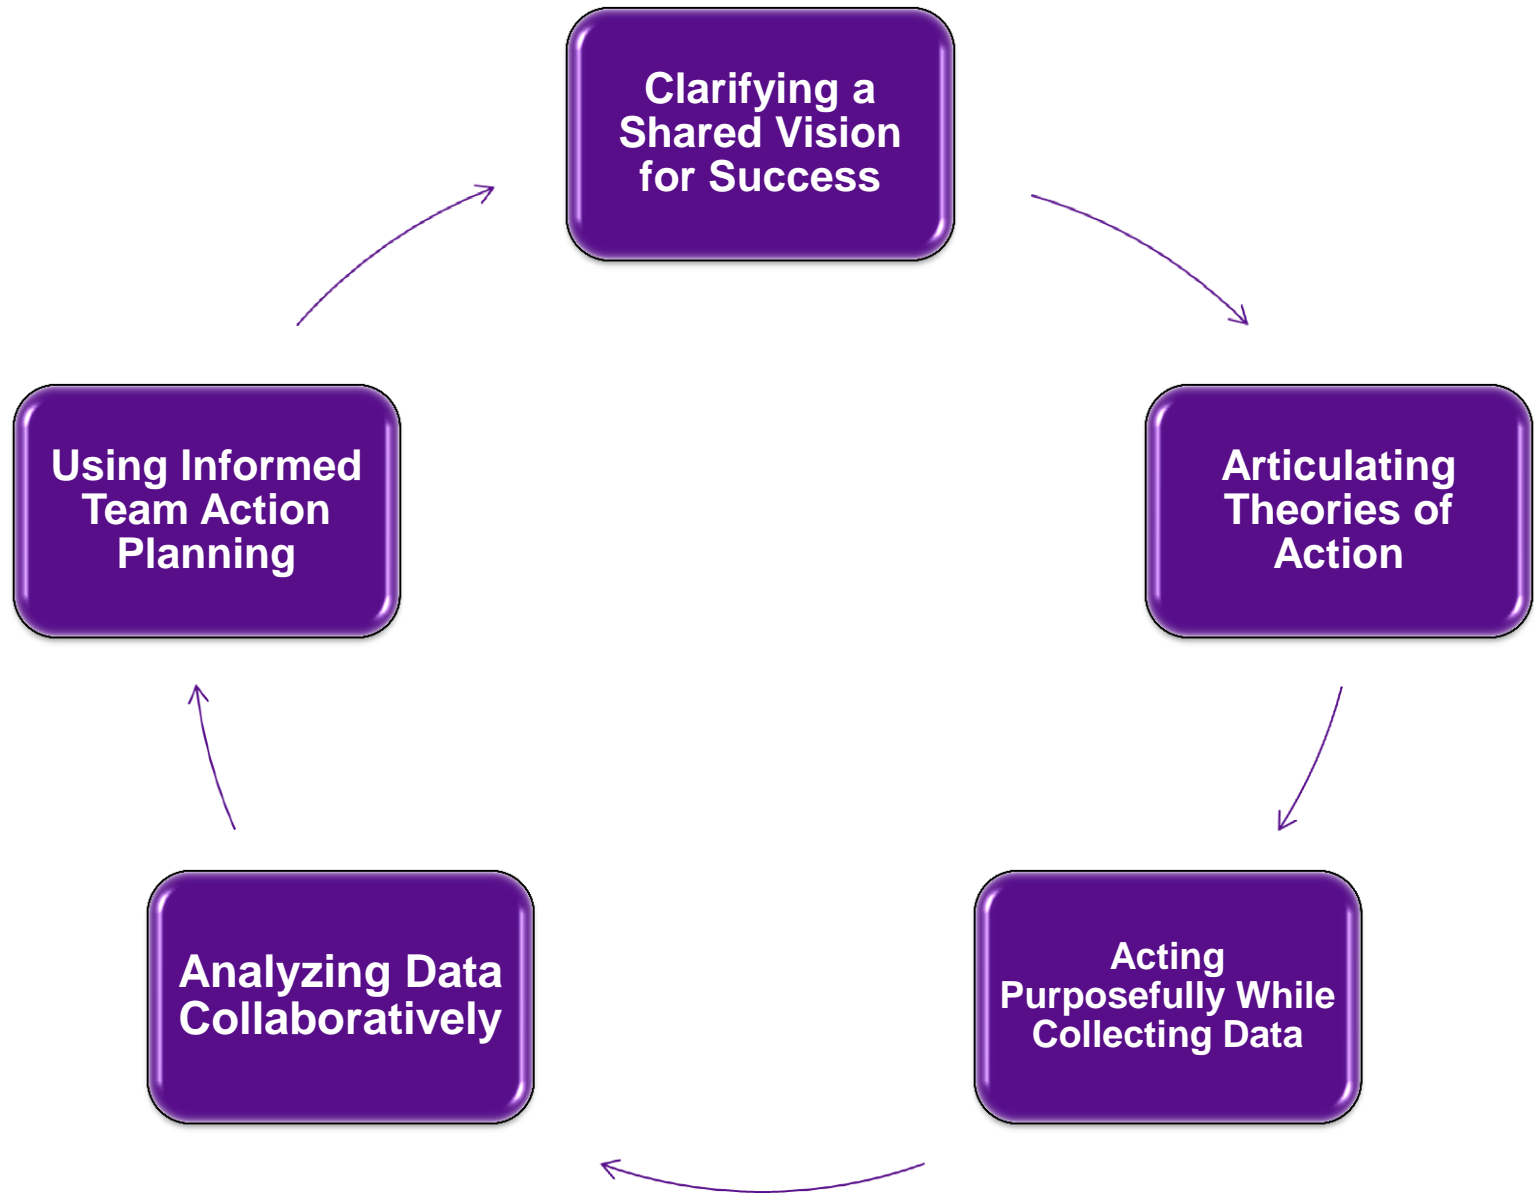 Clarifying a
Shared Vision
for Success
Articulating
Theories of
Action
Acting
Purposefully While
Collecting Data
Analyzing Data
Collaboratively
Using Informed
Team Action
Planning